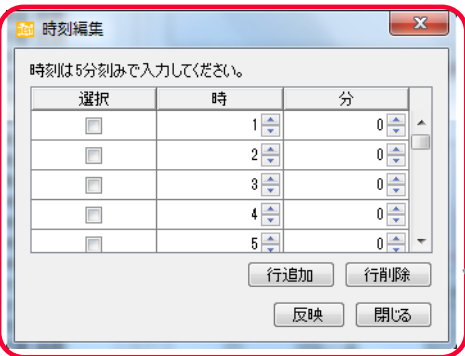 時刻編集
時刻は5分刻みで入力してください。
選択 時 分
1 0
2 0
3 0
4 0
5 0
行追加 行削除
反映 閉じる